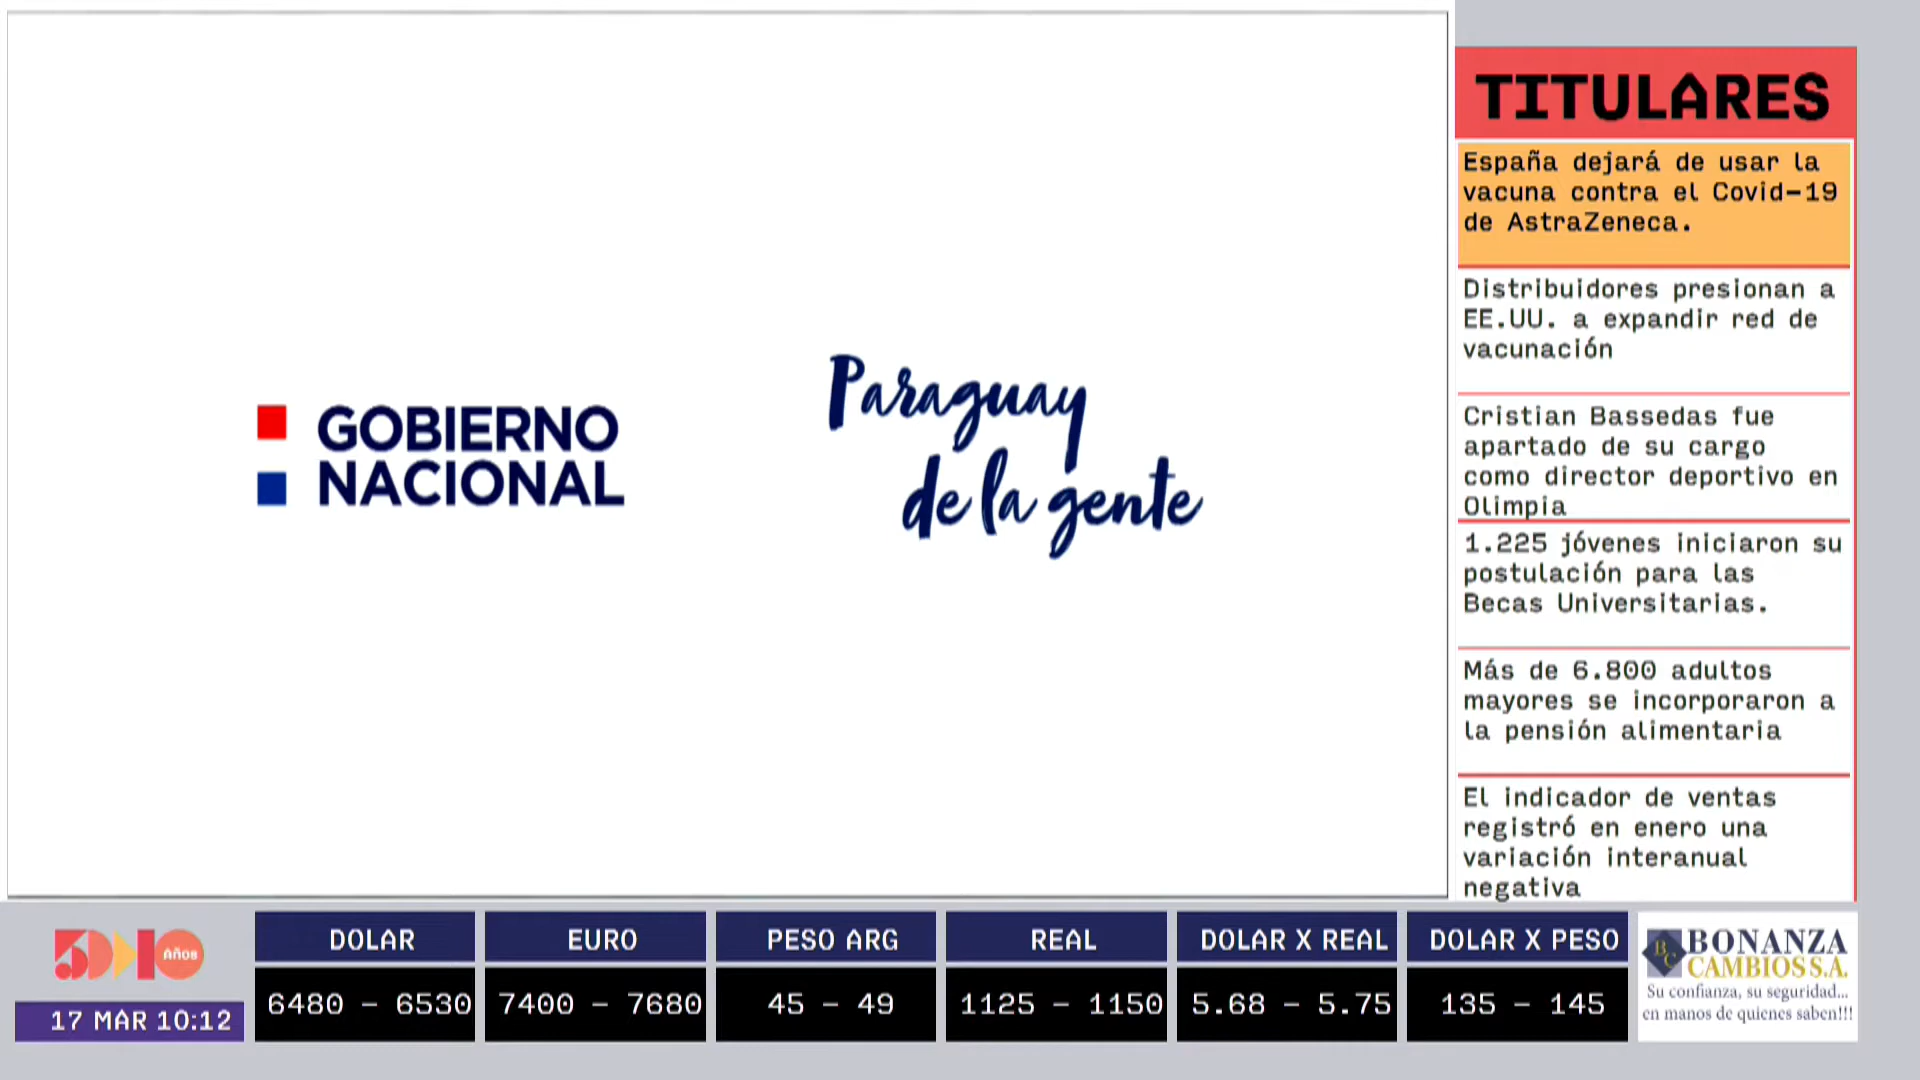 GOBIERNO
NACIONAL
Paraguay
de la gente
TITULARES
España dejará de usar la
vacuna contra el Covid-19
de AstraZeneca.
Distribuidores presionan a
EE.UU. a expandir red de
vacunación
Cristian Bassedas fue
apartado de su cargo
como director deportivo en
Olimpia
1.225 jóvenes iniciaron su
postulación para las
Becas Universitarias.
Más de 6.800 adultos
mayores se incorporaron a
la pensión alimentaria
El indicador de ventas
registró en enero una
variación interanual
negativa
Años
17 MAR 10:12
DOLAR
6480 - 6530
EURO
7400 - 7680
PESO ARG
45 - 49
REAL
1125 - 1150
DOLAR X REAL
5.68 - 5.75
DOLAR X PESO
135 - 145
BC
BONANZA
CAMBIOS S.A.
Su confianza, su seguridad...
en manos de quienes saben!!!